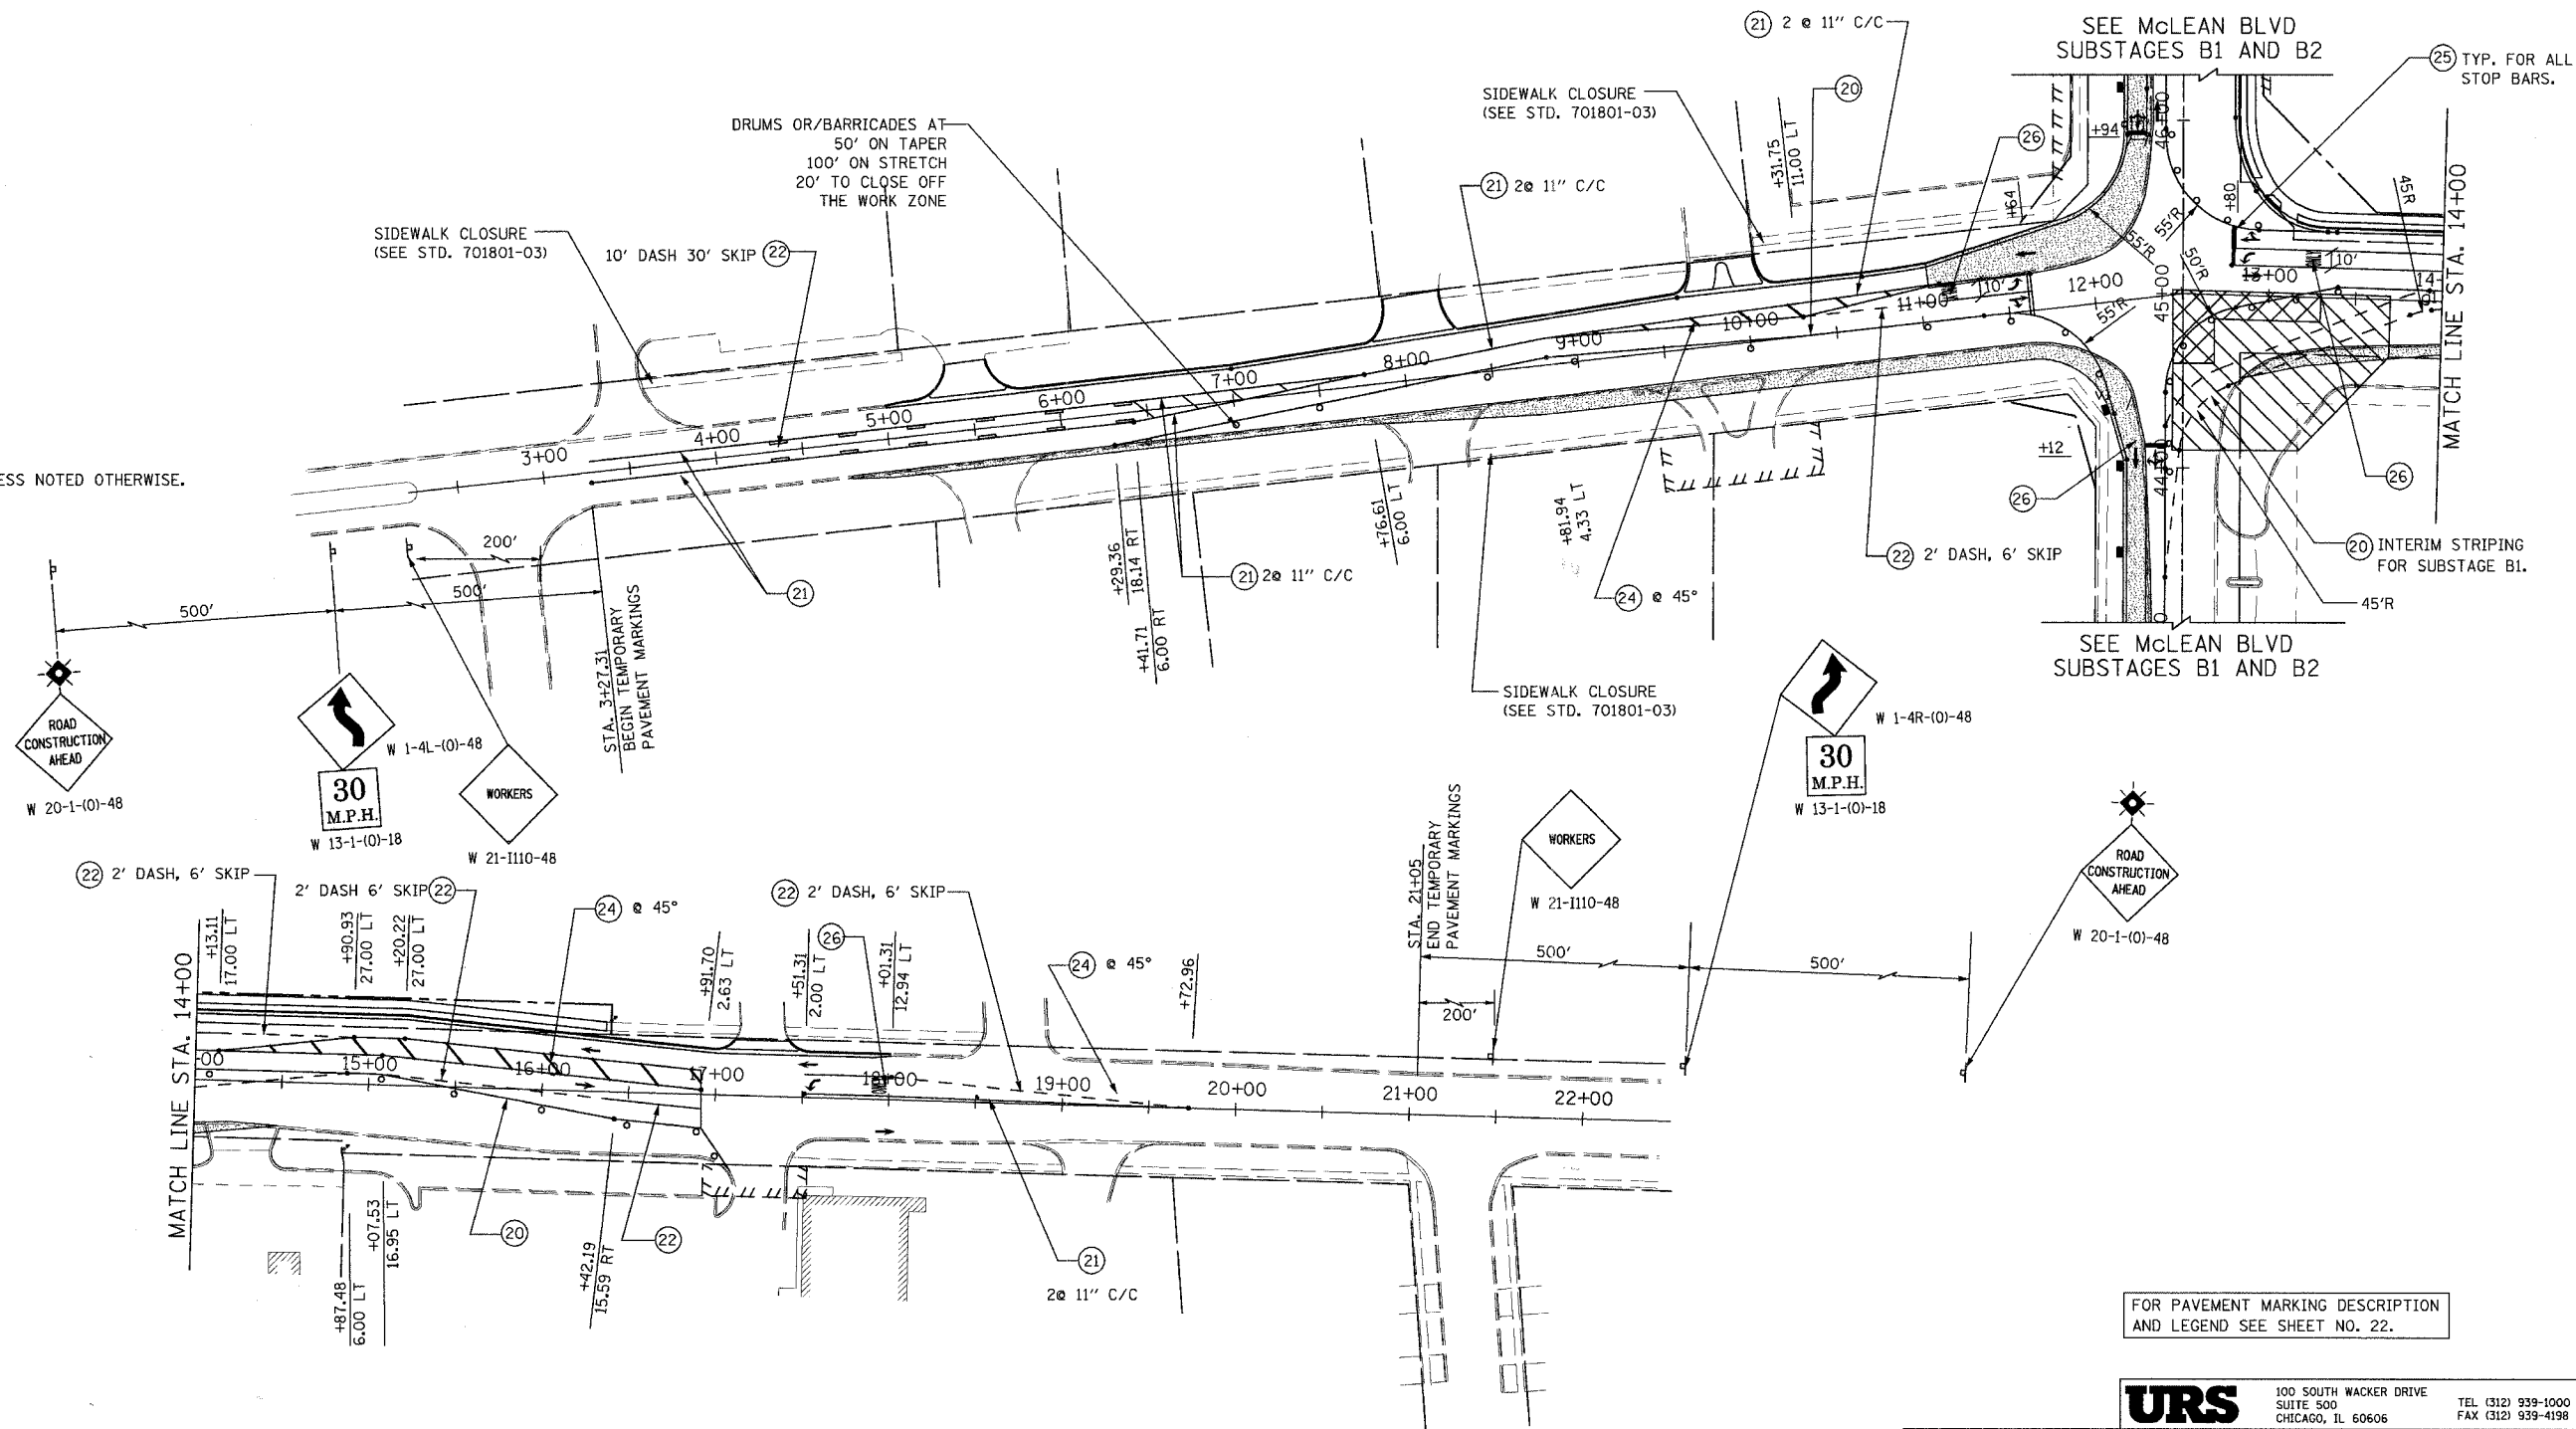 SEE McLEAN BLVD
SUBSTAGES B1 AND B2
21 2 @ 11" C/C
25 TYP. FOR ALL
STOP BARS.
SIDEWALK CLOSURE
(SEE STD. 701801-03)
20
DRUMS OR/BARRICADES AT
50' ON TAPER
100' ON STRETCH
20' TO CLOSE OFF
THE WORK ZONE
+31.75
11.00 LT
26
+94
46+00
+80
45'R
MATCH LINE STA. 14+00
21 2@ 11" C/C
+64
55'R
55'R
50'R
SIDEWALK CLOSURE
(SEE STD. 701801-03)
10' DASH 30' SKIP 22
3+00
4+00
5+00
6+00
7+00
8+00
9+00
10+00
11+00
10'
12+00
45+00
13+00
10'
55'R
ESS NOTED OTHERWISE.
+12
26
26
200'
500'
500'
21
+29.36
18.14 RT
+41.71
6.00 RT
21 2@ 11" C/C
+76.61
6.00 LT
+81.94
4.33 LT
24 @ 45°
22 2' DASH, 6' SKIP
20 INTERIM STRIPING
FOR SUBSTAGE B1.
45'R
SEE McLEAN BLVD
SUBSTAGES B1 AND B2
STA. 3+27.31
BEGIN TEMPORARY
PAVEMENT MARKINGS
SIDEWALK CLOSURE
(SEE STD. 701801-03)
ROAD
CONSTRUCTION
AHEAD
W 20-1-(0)-48
W 1-4L-(0)-48
30
M.P.H.
W 13-1-(0)-18
WORKERS
W 21-I110-48
W 1-4R-(0)-48
30
M.P.H.
W 13-1-(0)-18
WORKERS
W 21-I110-48
ROAD
CONSTRUCTION
AHEAD
W 20-1-(0)-48
22 2' DASH, 6' SKIP
2' DASH 6' SKIP 22
24 @ 45°
22 2' DASH, 6' SKIP
26
24 @ 45°
STA. 21+05
END TEMPORARY
PAVEMENT MARKINGS
500'
500'
200'
MATCH LINE STA. 14+00
+13.11
17.00 LT
+90.93
27.00 LT
+20.22
27.00 LT
+91.70
2.63 LT
+51.31
2.00 LT
+01.31
12.94 LT
+72.96
15+00
16+00
17+00
18+00
19+00
20+00
21+00
22+00
20
22
21
2@ 11" C/C
+87.48
6.00 LT
+07.53
16.95 LT
+42.19
15.59 RT
FOR PAVEMENT MARKING DESCRIPTION
AND LEGEND SEE SHEET NO. 22.
URS
100 SOUTH WACKER DRIVE
SUITE 500
CHICAGO, IL 60606
TEL (312) 939-1000
FAX (312) 939-4198